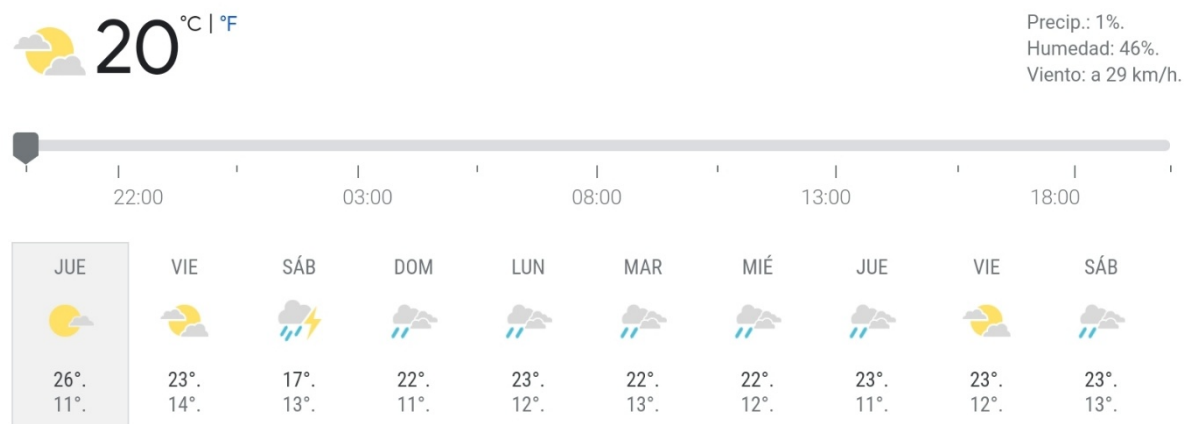 20 °C | °F
Precip.: 1%.
Humedad: 46%.
Viento: a 29 km/h.
22:00 03:00 08:00 13:00 18:00
JUE VIE SÁB DOM LUN MAR MIÉ JUE VIE SÁB
26°. 23°. 17°. 22°. 23°. 22°. 22°. 23°. 23°. 23°.
11°. 14°. 13°. 11°. 12°. 13°. 12°. 11°. 12°. 13°.